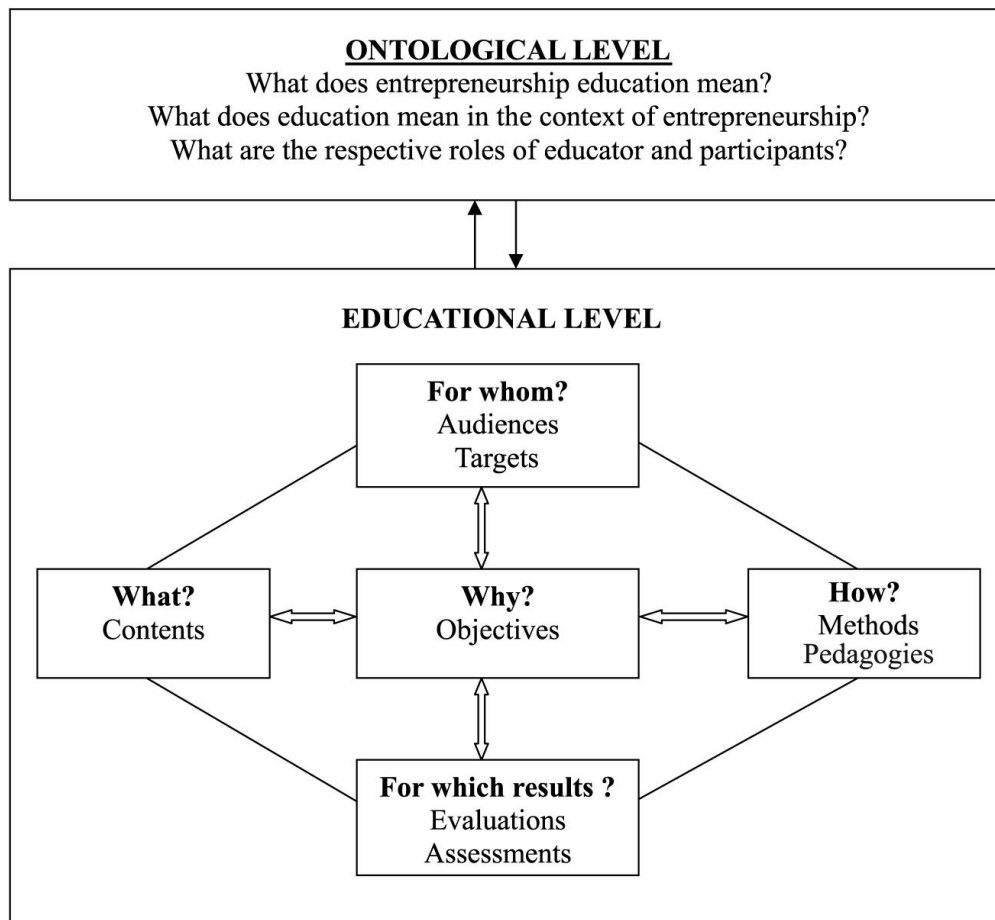 ONTOLOGICAL LEVEL
What does entrepreneurship education mean?
What does education mean in the context of entrepreneurship?
What are the respective roles of educator and participants?
EDUCATIONAL LEVEL
For whom?
Audiences
Targets
What?
Contents
Why?
Objectives
How?
Methods
Pedagogies
For which results ?
Evaluations
Assessments